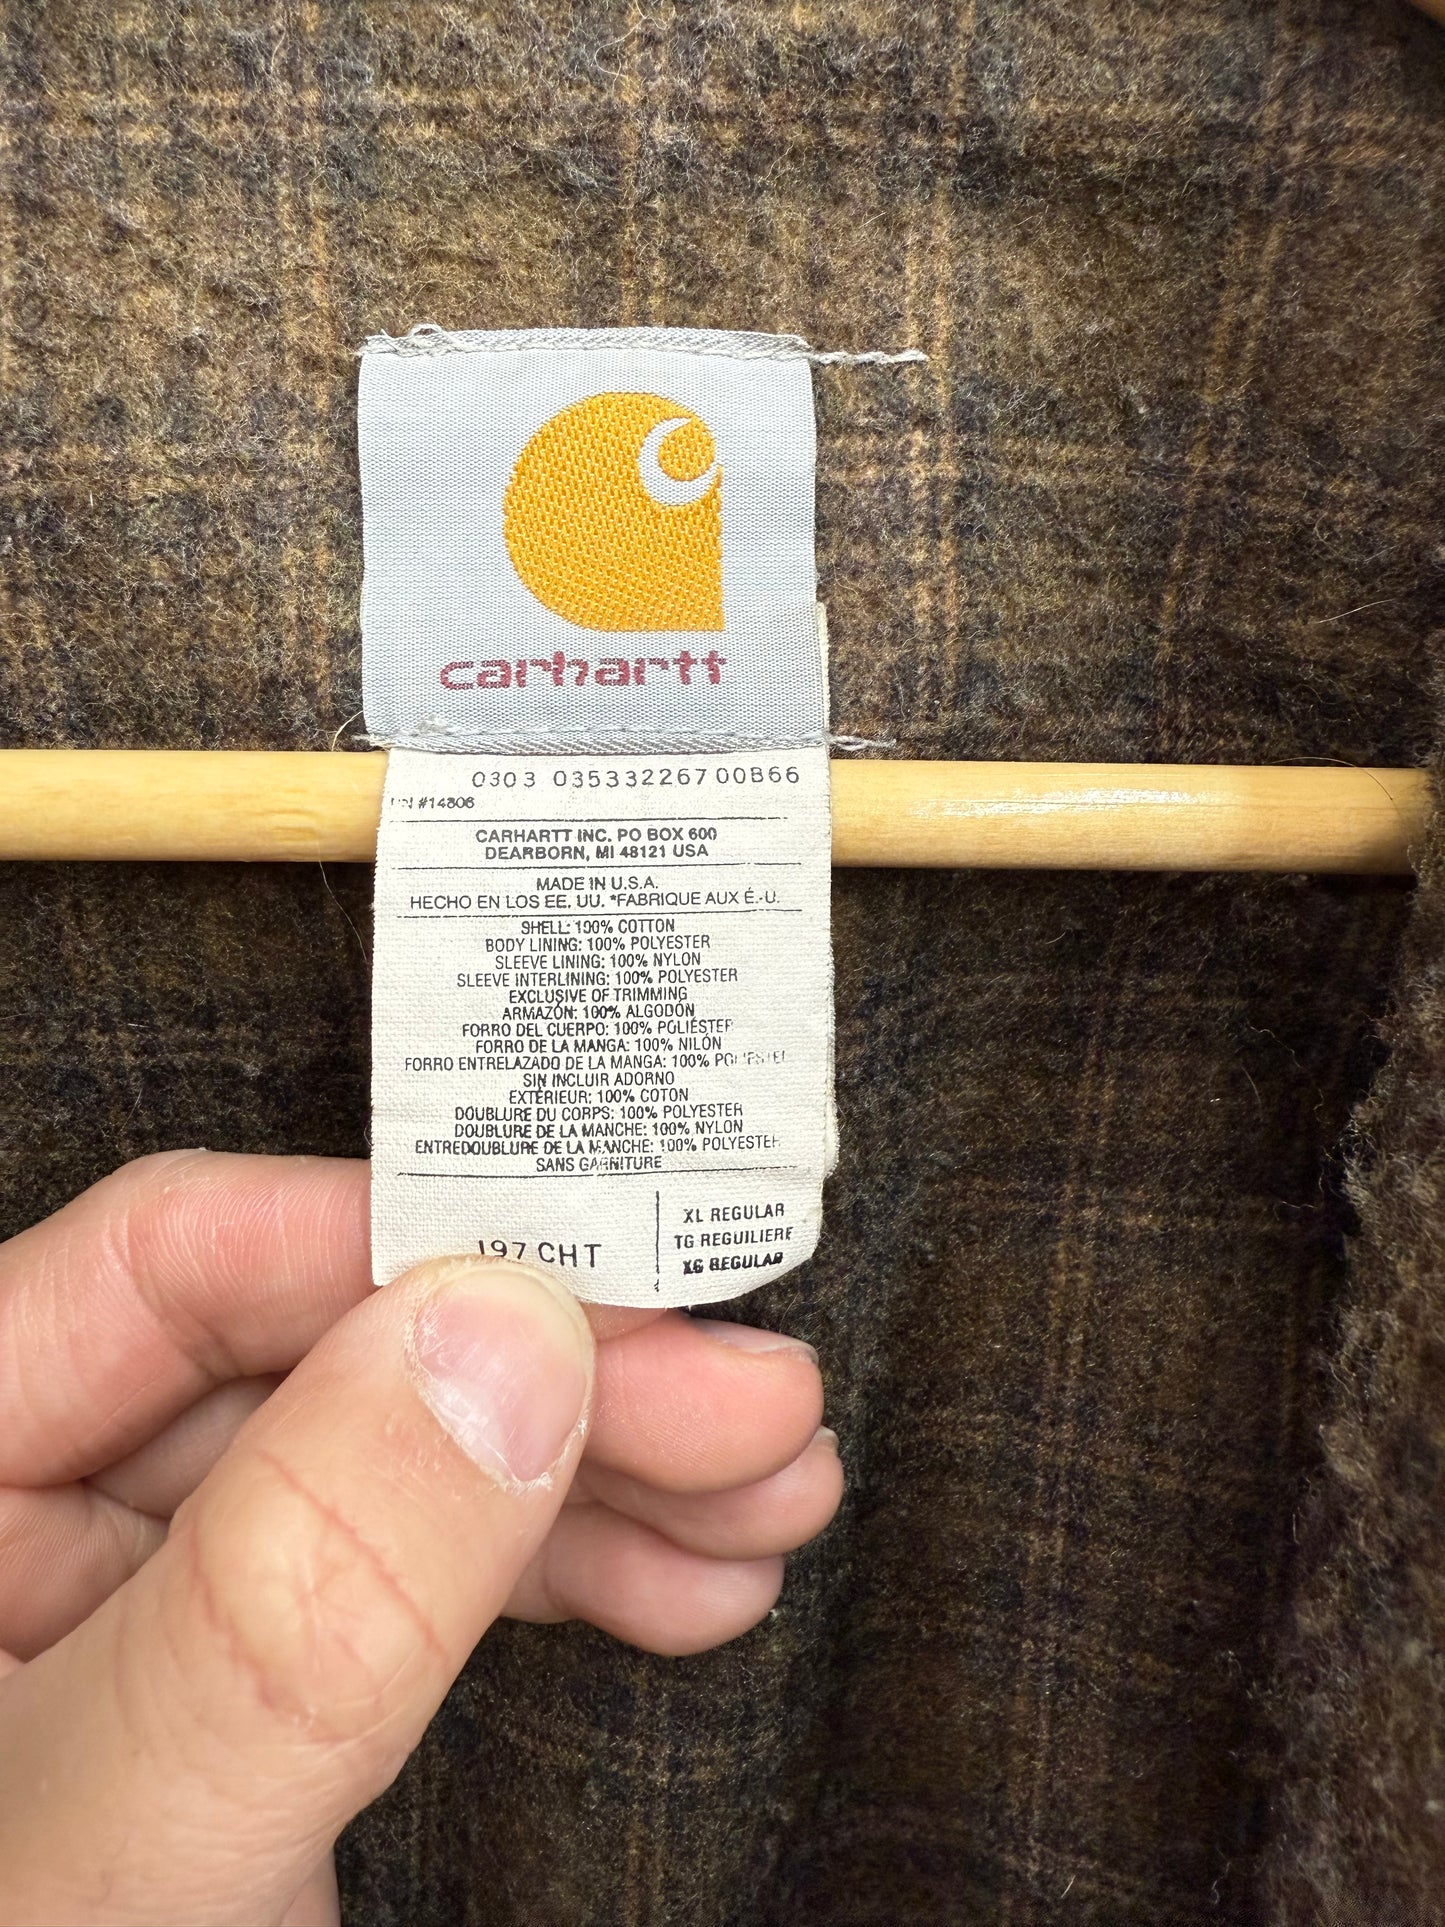 carhartt
0303 03533226700B66
#14806
CARHARTT INC. PO BOX 600
DEARBORN, MI 48121 USA
MADE IN U.S.A.
HECHO EN LOS EE. UU. *FABRIQUE AUX É.-U.
SHELL: 100% COTTON
BODY LINING: 100% POLYESTER
SLEEVE LINING: 100% NYLON
SLEEVE INTERLINING: 100% POLYESTER
EXCLUSIVE OF TRIMMING
ARMAZÓN: 100% ALGODÓN
FORRO DEL CUERPO: 100% POLIÉSTER
FORRO DE LA MANGA: 100% NILÓN
FORRO ENTRELAZADO DE LA MANGA: 100%
SIN INCLUIR ADORNO
EXTÉRIEUR: 100% COTON
DOUBLURE DU CORPS: 100% POLYESTER
DOUBLURE DE LA MANCHE: 100% NYLON
ENTREDOUBLURE DE LA MANCHE: 100% POLYESTER
SANS GARNITURE
XL REGULAR
TG REGUILIERE
XG REGULAR
197 CHT